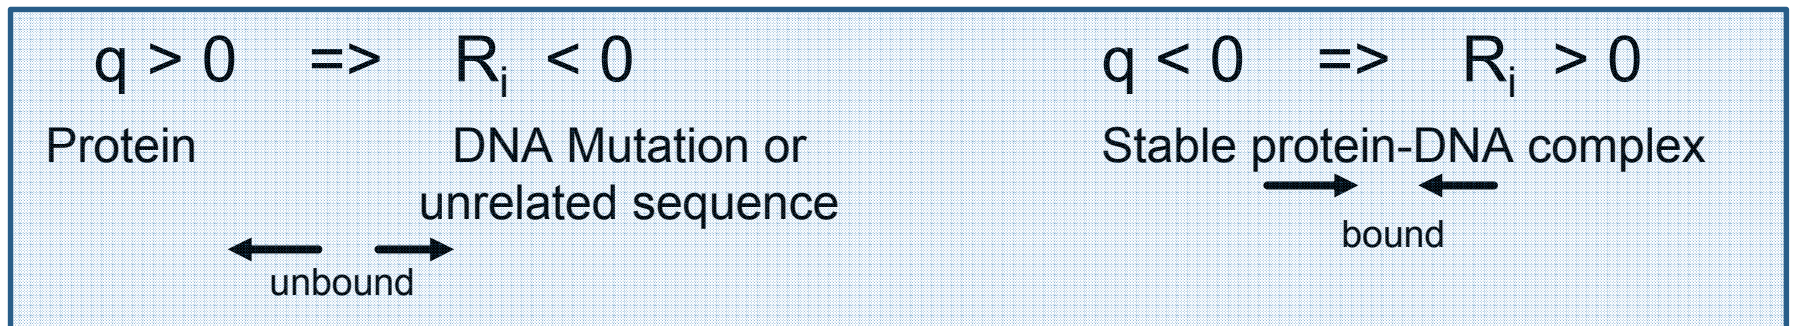 q > 0 => Ri < 0
Protein DNA Mutation or
unrelated sequence
unbound
q < 0 => Ri > 0
Stable protein-DNA complex
bound